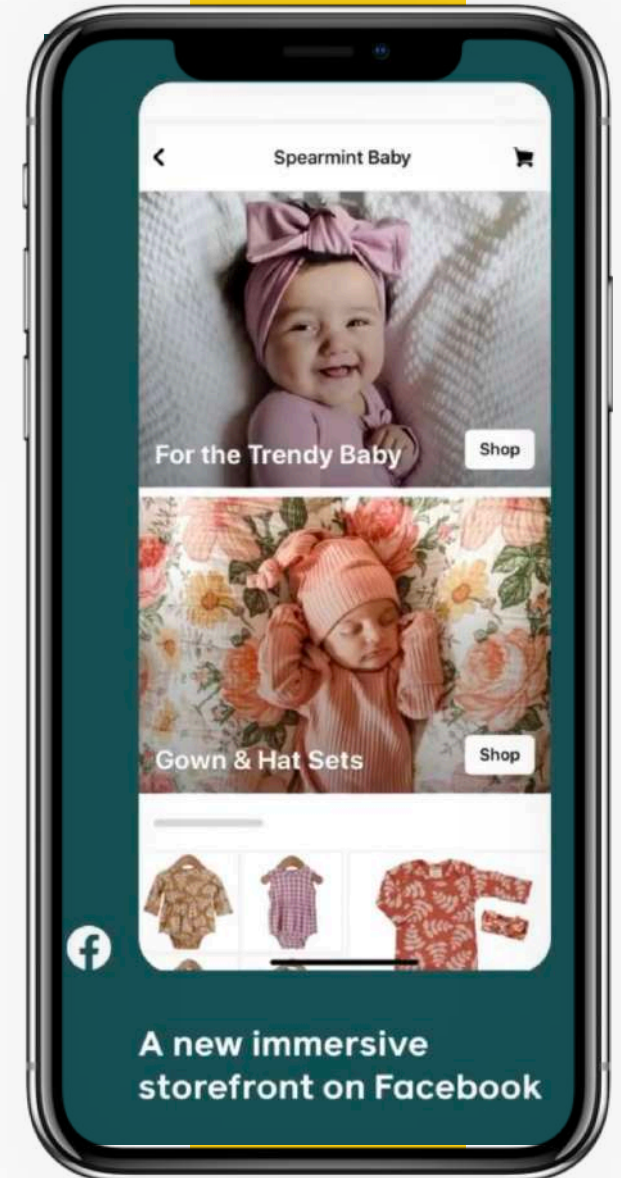 Spearmint Baby
For the Trendy Baby
Shop
Gown & Hat Sets
Shop
A new immersive
storefront on Facebook